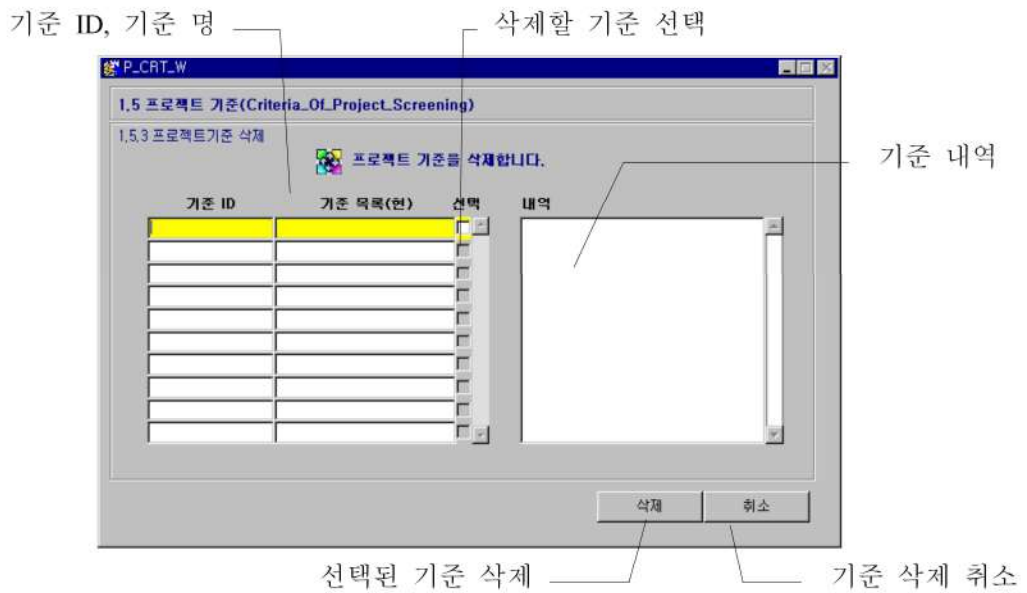 기준 ID, 기준 명
삭제할 기준 선택
P_CRT_W
1.5 프로젝트 기준(Criteria_Of_Project_Screening)
1.5.3 프로젝트기준 삭제
프로젝트 기준을 삭제합니다.
기준 내역
기준 ID 기준 목록(현) 선택 내역
삭제 취소
선택된 기준 삭제
기준 삭제 취소